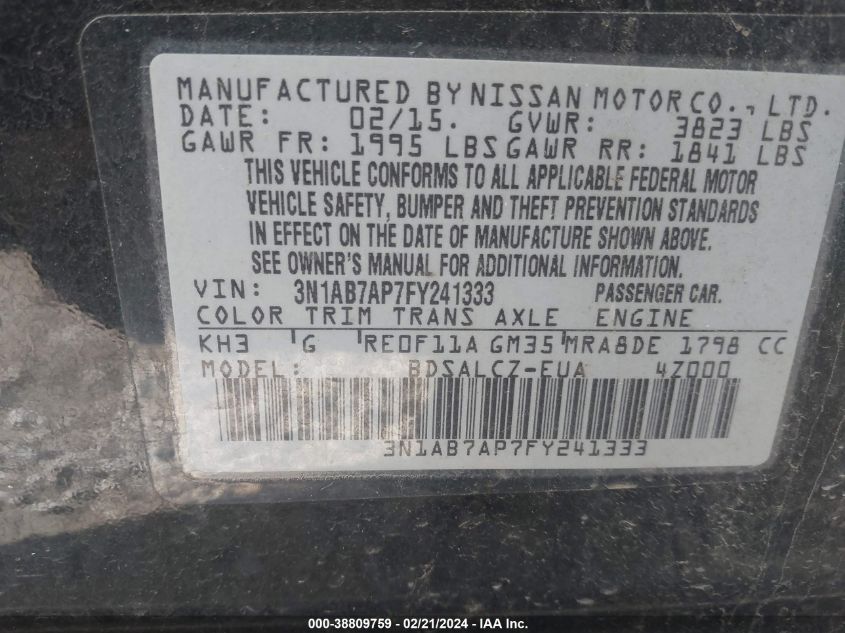 MANUFACTURED BY NISSAN MOTOR CO., LTD.
DATE: 02/15. GVWR: 3823 LBS
GAWR FR: 1995 LBS GAWR RR: 1841 LBS
THIS VEHICLE CONFORMS TO ALL APPLICABLE FEDERAL MOTOR
VEHICLE SAFETY, BUMPER AND THEFT PREVENTION STANDARDS
IN EFFECT ON THE DATE OF MANUFACTURE SHOWN ABOVE.
SEE OWNER'S MANUAL FOR ADDITIONAL INFORMATION.
VIN: 3N1AB7AP7FY241333 PASSENGER CAR.
COLOR TRIM TRANS AXLE ENGINE
KH3 'G 'RE0F11A GM35'MRA8DE 1798 CC
MODEL: BDSALCZ-EUA 4Z000
3N1AB7AP7FY241333
000-38809759 - 02/21/2024 - IAA Inc.